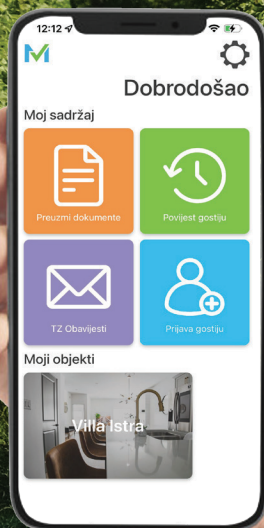 12:12
Dobrodošao
Moj sadržaj
Preuzmi dokumente
Povijest gostiju
TZ Obavijesti
Prijava gostiju
Moji objekti
Villa Istra